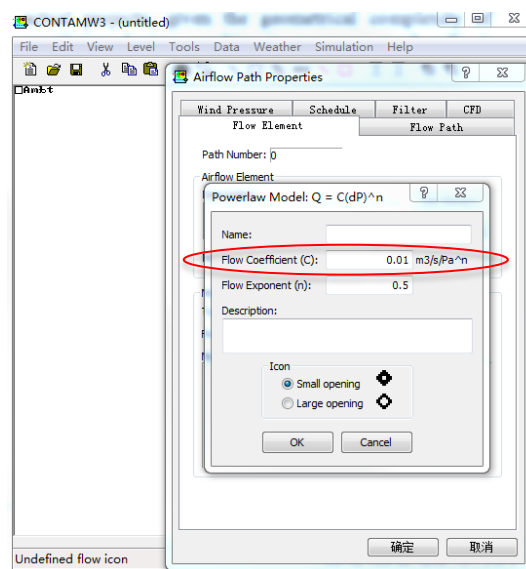 CONTAMW3 - (untitled)
File Edit View Level Tools Data Weather Simulation Help
Ambt
Airflow Path Properties
Wind Pressure Schedule Filter CFD
Flow Element Flow Path
Path Number: 0
Airflow Element
Powerlaw Model: Q = C(dP)^n
Name:
Flow Coefficient (C): 0.01 m3/s/Pa^n
Flow Exponent (n): 0.5
Description:
Icon
Small opening
Large opening
OK Cancel
确定 取消
Undefined flow icon